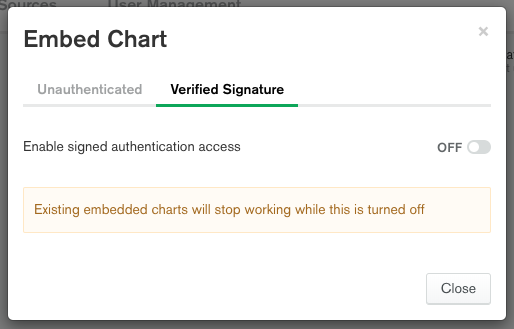 Sources User Management
Embed Chart
×
Unauthenticated Verified Signature
Enable signed authentication access OFF
Existing embedded charts will stop working while this is turned off
Close